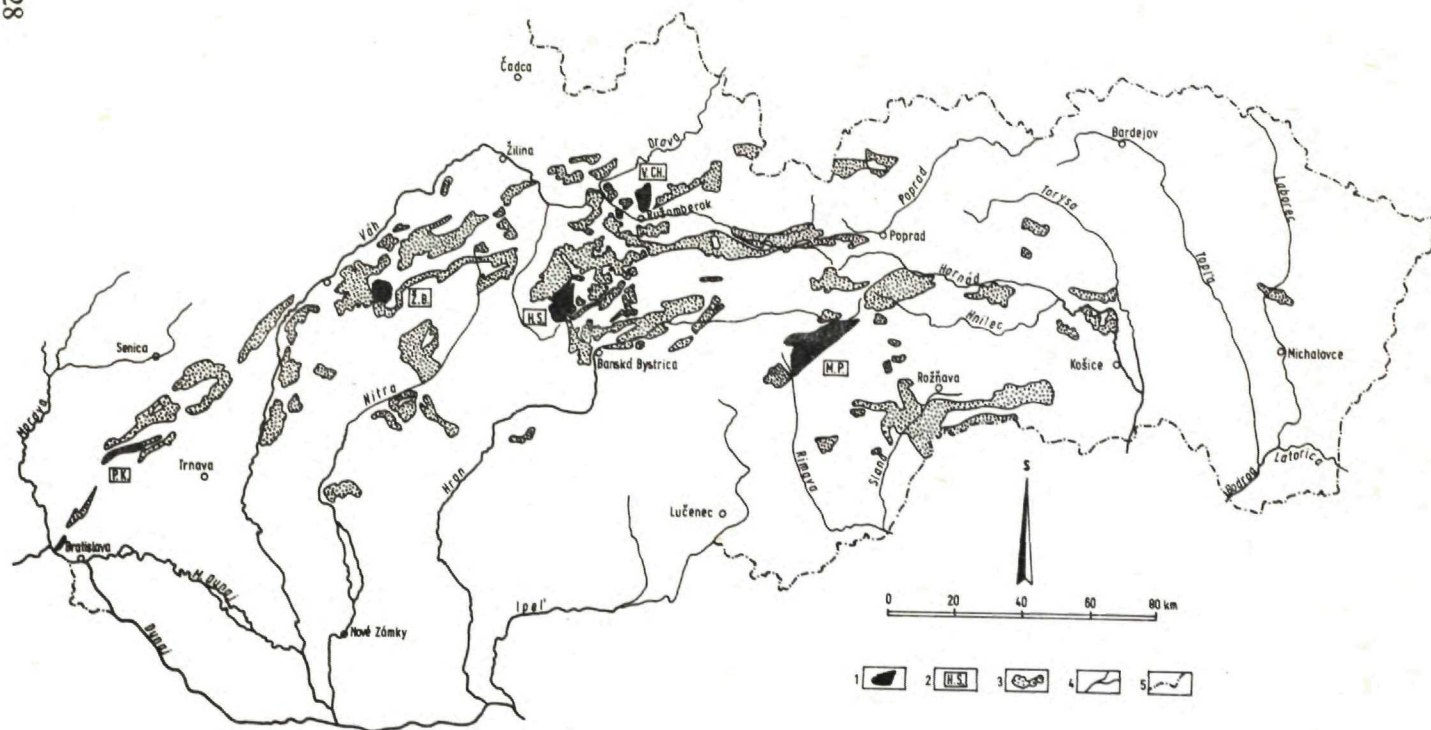 28
Čadca
Žilina
Orava
V.CH.
Ružomberok
Poprad
Poprad
Bardejov
Torysa
Topľa
Laborec
Váh
Ž.B.
H.S.
Hornád
Hnilec
Senica
Banská Bystrica
M.P.
Rožňava
Košice
Michalovce
Morava
Nitra
P.K.
Trnava
Hron
Rimava
Slaná
Lučenec
Bodrog
Latorica
S
Bratislava
M. Dunaj
Dunaj
Nové Zámky
Ipeľ
0 20 40 60 80 km
1 2 H.S. 3 4 5